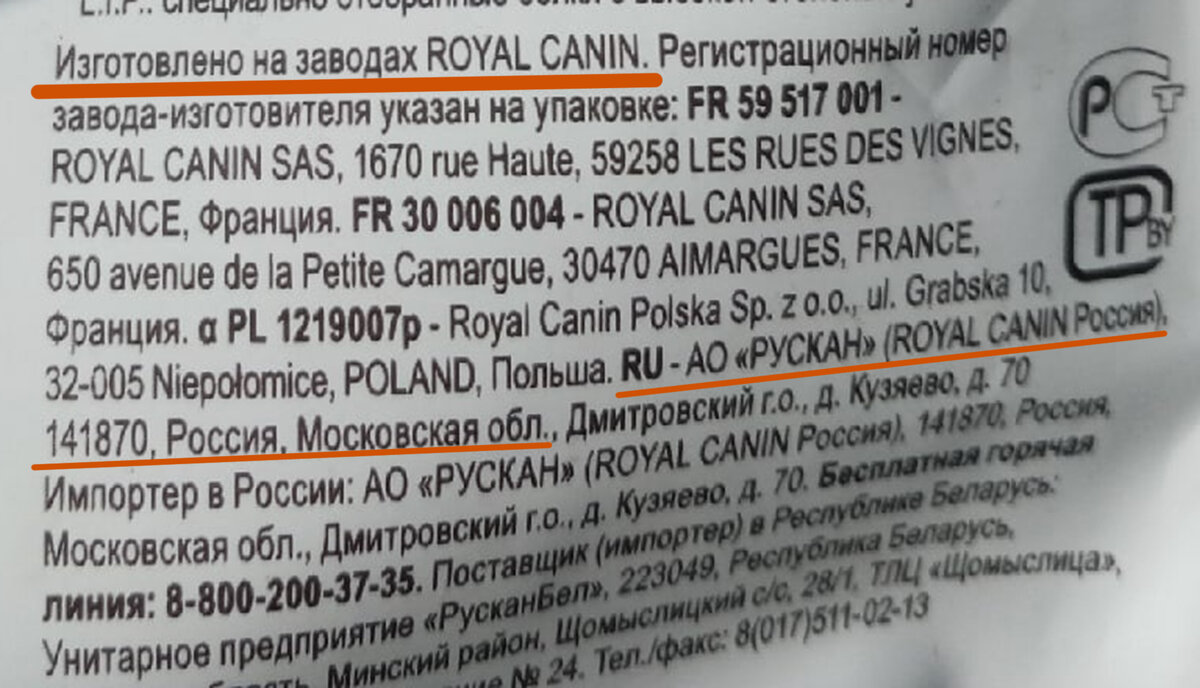 L.I.P.: специально отобранные белки с высокой
Изготовлено на заводах ROYAL CANIN. Регистрационный номер
завода-изготовителя указан на упаковке: FR 59 517 001 -
ROYAL CANIN SAS, 1670 rue Haute, 59258 LES RUES DES VIGNES,
FRANCE, Франция. FR 30 006 004 - ROYAL CANIN SAS,
650 avenue de la Petite Camargue, 30470 AIMARGUES, FRANCE,
Франция. α PL 1219007p - Royal Canin Polska Sp. z o.o., ul. Grabska 10,
32-005 Niepołomice, POLAND, Польша. RU - АО «РУСКАН» (ROYAL CANIN Россия),
141870, Россия, Московская обл., Дмитровский г.о., д. Кузяево, д. 70
Импортер в России: АО «РУСКАН» (ROYAL CANIN Россия), 141870, Россия,
Московская обл., Дмитровский г.о., д. Кузяево, д. 70. Бесплатная горячая
линия: 8-800-200-37-35. Поставщик (импортер) в Республике Беларусь:
Унитарное предприятие «РусканБел», 223049, Республика Беларусь,
Минский район, Щомыслицкий с/с, 28/1, ТЛЦ «Щомыслица»,
№ 24. Тел./факс: 8(017)511-02-13
РСТ
TP BY